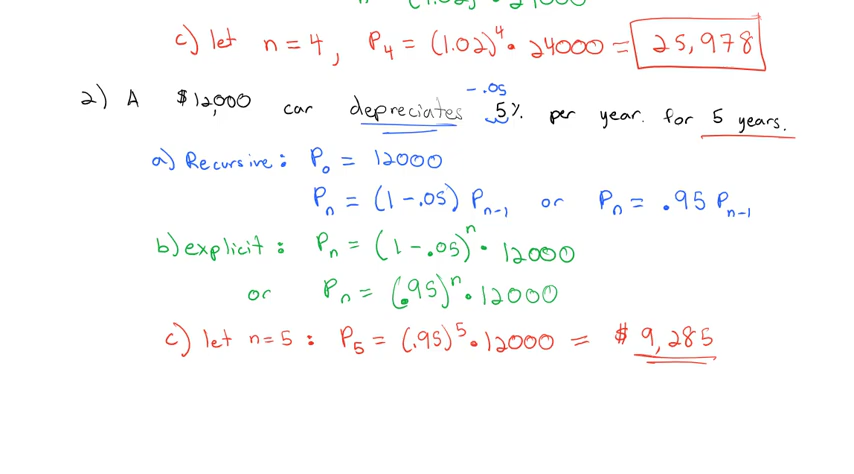 c) let n = 4, P₄ = (1.02)⁴ · 24000 = 25,978
2) A $12,000 car depreciates 5% per year. for 5 years.
-.05
a) Recursive: P₀ = 12000
Pₙ = (1 - .05) Pₙ₋₁ or Pₙ = .95 Pₙ₋₁
b) explicit: Pₙ = (1 - .05)ⁿ · 12000
or Pₙ = (.95)ⁿ · 12000
c) let n = 5 : P₅ = (.95)⁵ · 12000 = $9,285